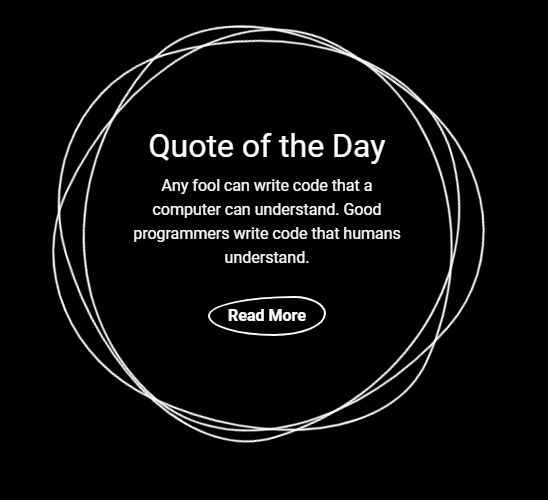 Quote of the Day
Any fool can write code that a
computer can understand. Good
programmers write code that humans
understand.
Read More